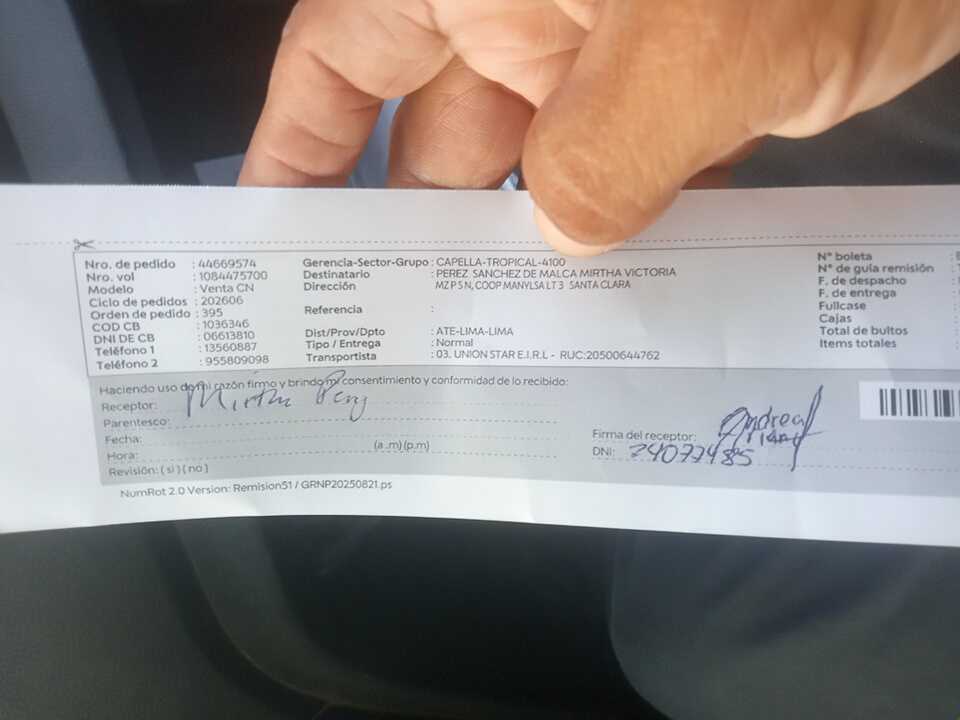 Nro. de pedido : 44669574
Nro. vol : 1084475700
Modelo : Venta CN
Ciclo de pedidos : 202606
Orden de pedido : 395
COD CB : 1036346
DNI DE CB : 06613810
Teléfono 1 : 13560887
Teléfono 2 : 955809098
Gerencia-Sector-Grupo : CAPELLA-TROPICAL-4100
Destinatario : PEREZ SANCHEZ DE MALCA MIRTHA VICTORIA
Dirección MZ P S N, COOP MANYLSA LT 3 SANTA CLARA
Referencia :
Dist/Prov/Dpto : ATE-LIMA-LIMA
Tipo / Entrega : Normal
Transportista : 03. UNION STAR E.I.R.L - RUC:20500644762
N° boleta :
N° de guía remisión :
F. de despacho :
F. de entrega :
Fullcase :
Cajas :
Total de bultos :
Items totales :
Haciendo uso de mi razón firmo y brindo mi consentimiento y conformidad de lo recibido:
Receptor: Mirtha
Parentesco:
Fecha:
Hora: (a.m)(p.m)
Revisión: ( si ) ( no )
Firma del receptor: Andrea
DNI: 74077485
NumRot 2.0 Version: Remision51 / GRNP20250821.ps